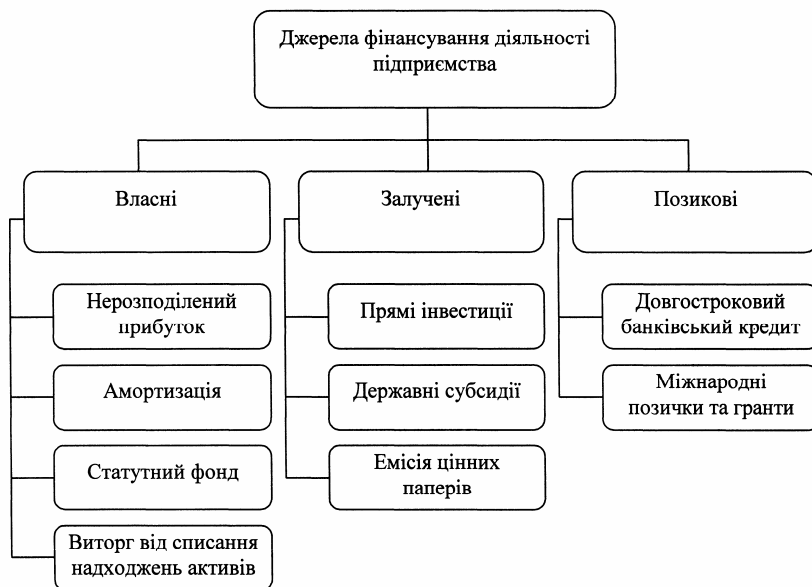 Джерела фінансування діяльності
підприємства
Власні
Залучені
Позикові
Нерозподілений
прибуток
Амортизація
Статутний фонд
Виторг від списання
надходжень активів
Прямі інвестиції
Державні субсидії
Емісія цінних
паперів
Довгостроковий
банківський кредит
Міжнародні
позички та гранти